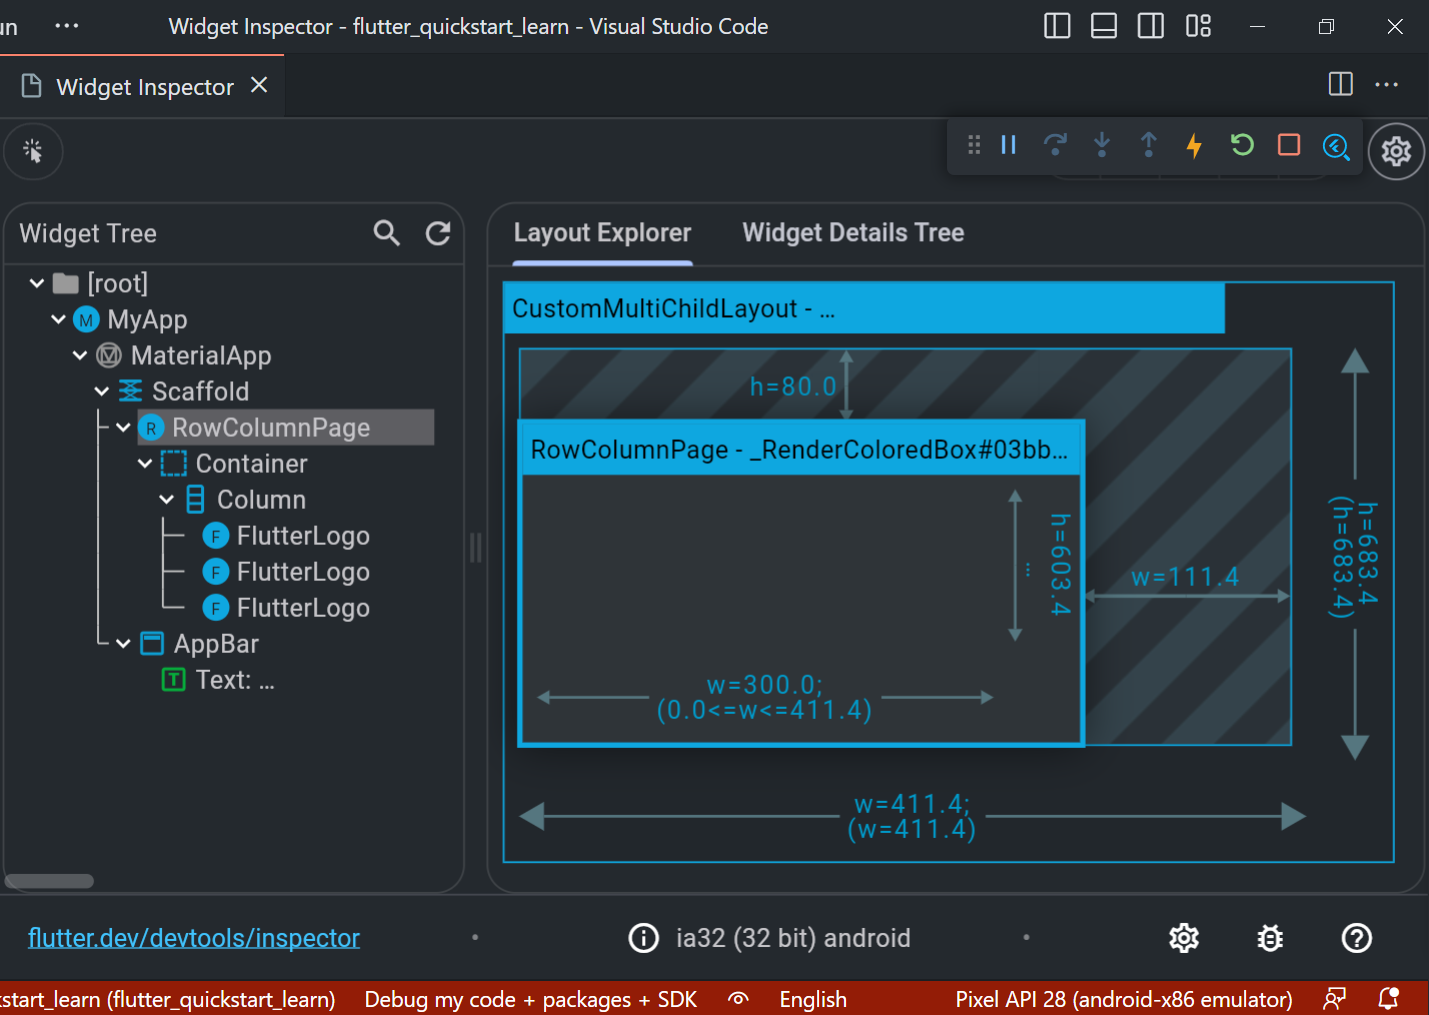 un ··· Widget Inspector - flutter_quickstart_learn - Visual Studio Code
Widget Inspector
Widget Tree
[root]
M MyApp
MaterialApp
Scaffold
R RowColumnPage
Container
Column
F FlutterLogo
F FlutterLogo
F FlutterLogo
AppBar
T Text: ...
Layout Explorer Widget Details Tree
CustomMultiChildLayout - ...
h=80.0
RowColumnPage - _RenderColoredBox#03bb...
h=603.4
...
w=111.4
w=300.0;
(0.0<=w<=411.4)
h=683.4
(h=683.4)
w=411.4;
(w=411.4)
flutter.dev/devtools/inspector • ia32 (32 bit) android •
kstart_learn (flutter_quickstart_learn) Debug my code + packages + SDK English Pixel API 28 (android-x86 emulator)